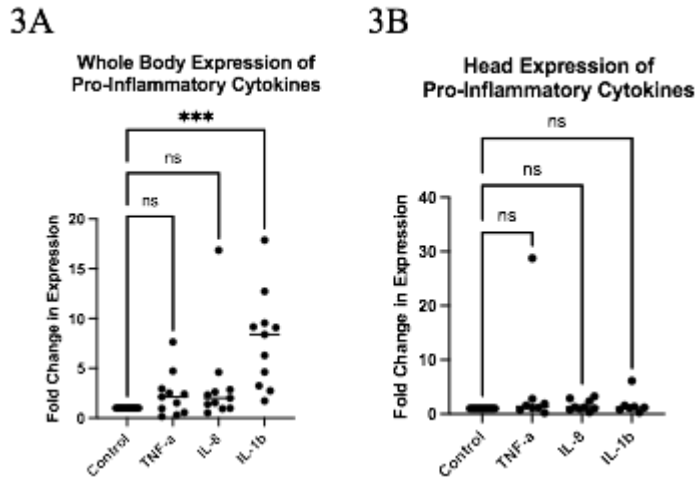 3A
Whole Body Expression of
Pro-Inflammatory Cytokines
***
ns
ns
Fold Change in Expression
20
15
10
5
0
Control
TNF-a
IL-8
IL-1b
3B
Head Expression of
Pro-Inflammatory Cytokines
ns
ns
ns
Fold Change in Expression
40
30
20
10
0
Control
TNF-a
IL-8
IL-1b